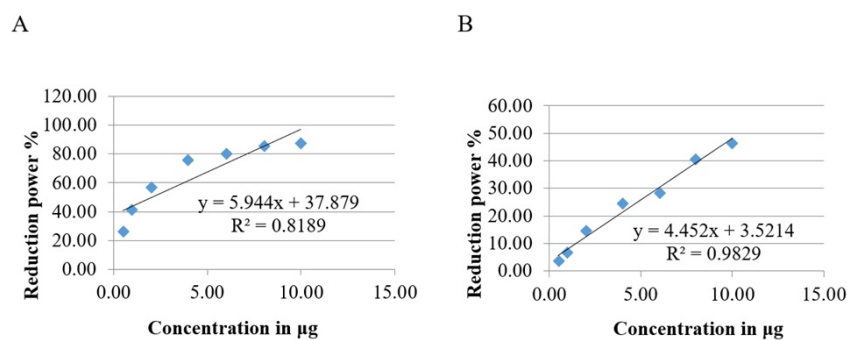 A
120.00
100.00
80.00
60.00
40.00
20.00
0.00
Reduction power %
y = 5.944x + 37.879
R² = 0.8189
0.00 5.00 10.00 15.00
Concentration in µg
B
60.00
50.00
40.00
30.00
20.00
10.00
0.00
Reduction power %
y = 4.452x + 3.5214
R² = 0.9829
0.00 5.00 10.00 15.00
Concentration in µg